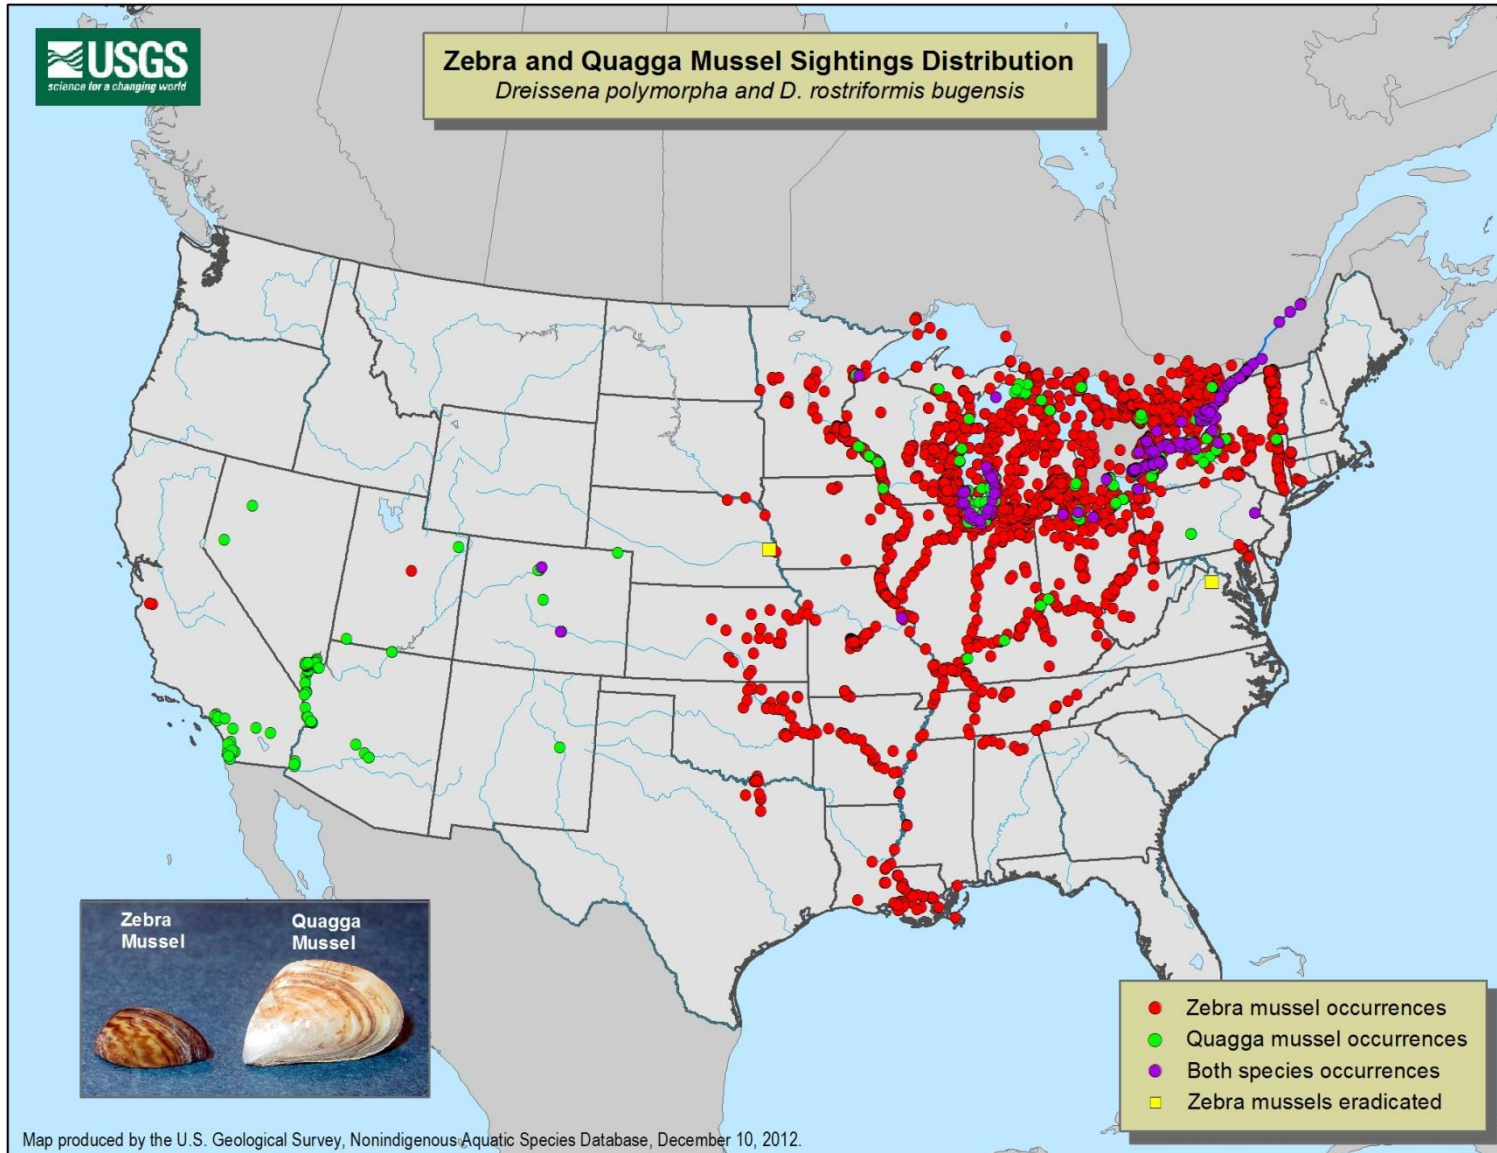 USGS
science for a changing world
Zebra and Quagga Mussel Sightings Distribution
Dreissena polymorpha and D. rostriformis bugensis
Zebra
Mussel
Quagga
Mussel
Zebra mussel occurrences
Quagga mussel occurrences
Both species occurrences
Zebra mussels eradicated
Map produced by the U.S. Geological Survey, Nonindigenous Aquatic Species Database, December 10, 2012.